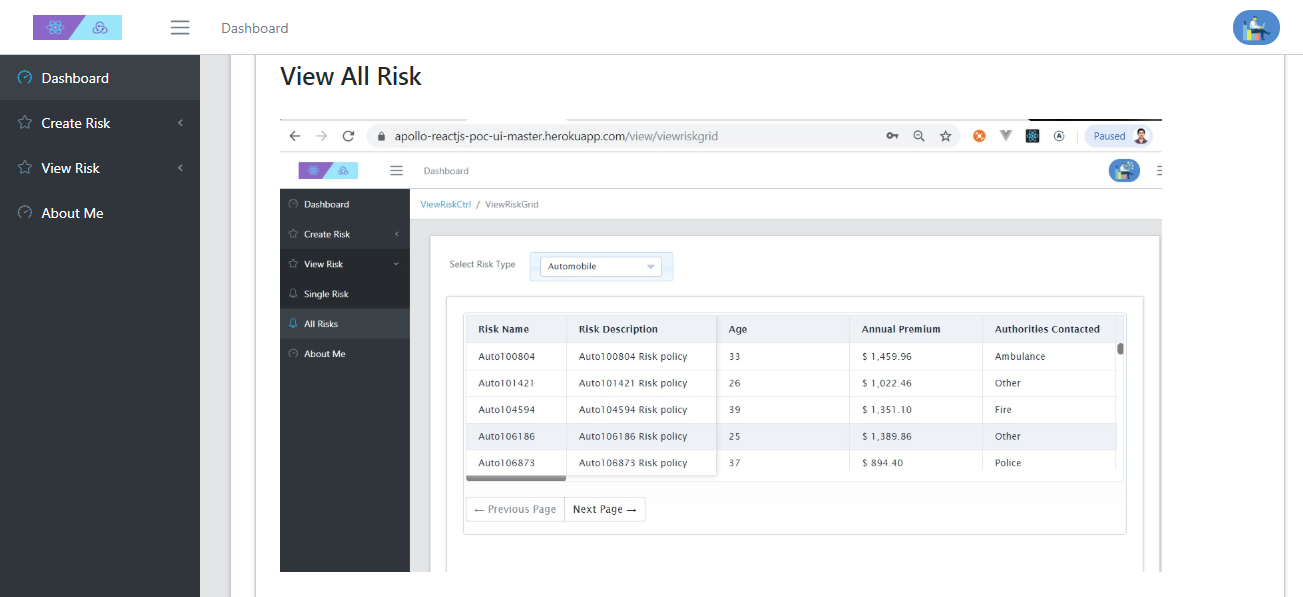 Dashboard
Dashboard
Create Risk
View Risk
About Me
View All Risk
apollo-reactjs-poc-ui-master.herokuapp.com/view/viewriskgrid
Paused
Dashboard
Dashboard
Create Risk
View Risk
Single Risk
All Risks
About Me
ViewRiskCtrl / ViewRiskGrid
Select Risk Type Automobile
Risk Name Risk Description Age Annual Premium Authorities Contacted
Auto100804 Auto100804 Risk policy 33 $ 1,459.96 Ambulance
Auto101421 Auto101421 Risk policy 26 $ 1,022.46 Other
Auto104594 Auto104594 Risk policy 39 $ 1,351.10 Fire
Auto106186 Auto106186 Risk policy 25 $ 1,389.86 Other
Auto106873 Auto106873 Risk policy 37 $ 894.40 Police
← Previous Page Next Page →